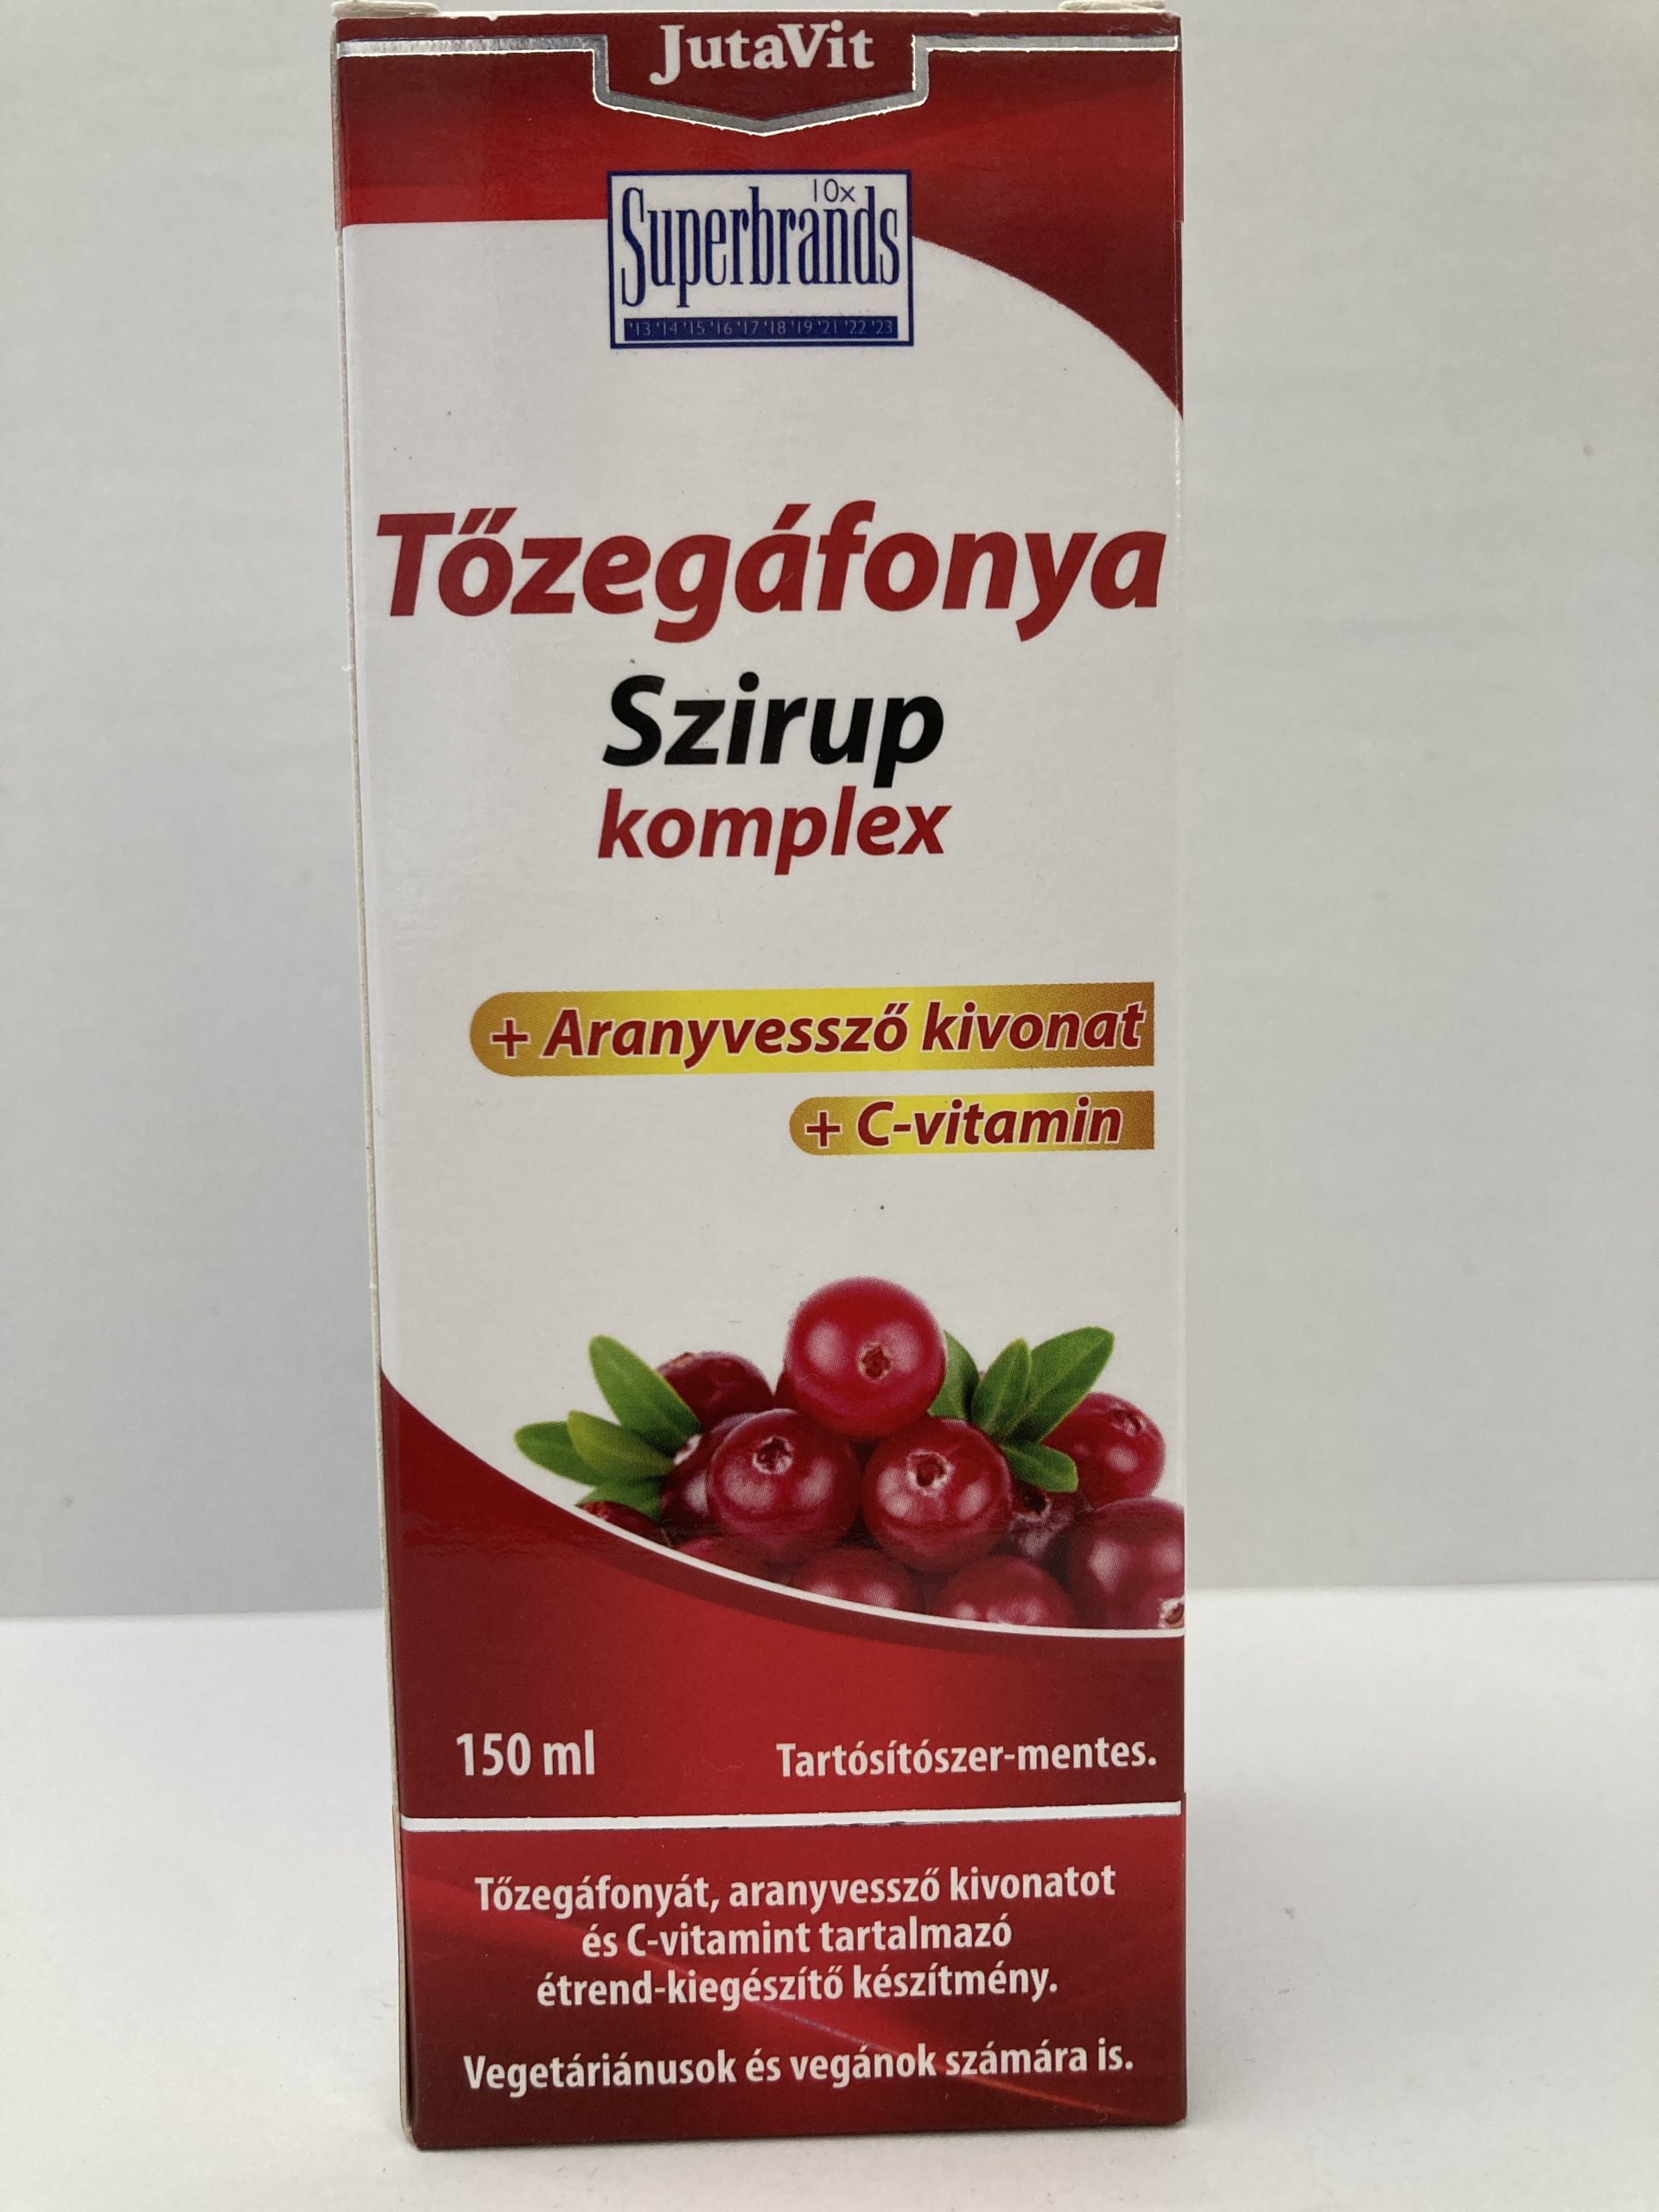 JutaVit
10x
Superbrands
'13 '14 '15 '16 '17 '18 '19 '21 '22 '23
Tőzegáfonya
Szirup
komplex
+ Aranyvessző kivonat
+ C-vitamin
150 ml
Tartósítószer-mentes.
Tőzegáfonyát, aranyvessző kivonatot
és C-vitamint tartalmazó
étrend-kiegészítő készítmény.
Vegetáriánusok és vegánok számára is.